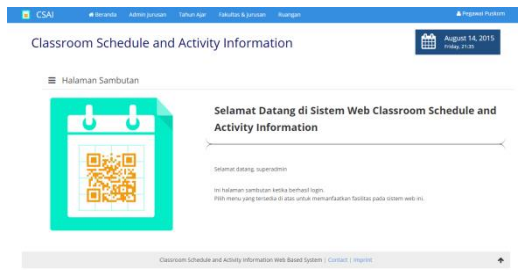 CSAI Beranda Admin Jurusan Tahun Ajar Fakultas & Jurusan Ruangan Pegawai Puskom
Classroom Schedule and Activity Information
August 14, 2015
Friday, 21:35
Halaman Sambutan
Selamat Datang di Sistem Web Classroom Schedule and
Activity Information
Selamat datang, superadmin
Ini halaman sambutan ketika berhasil login.
Pilih menu yang tersedia di atas untuk memanfaatkan fasilitas pada sistem web ini.
Classroom Schedule and Activity Information Web Based System | Contact | Imprint